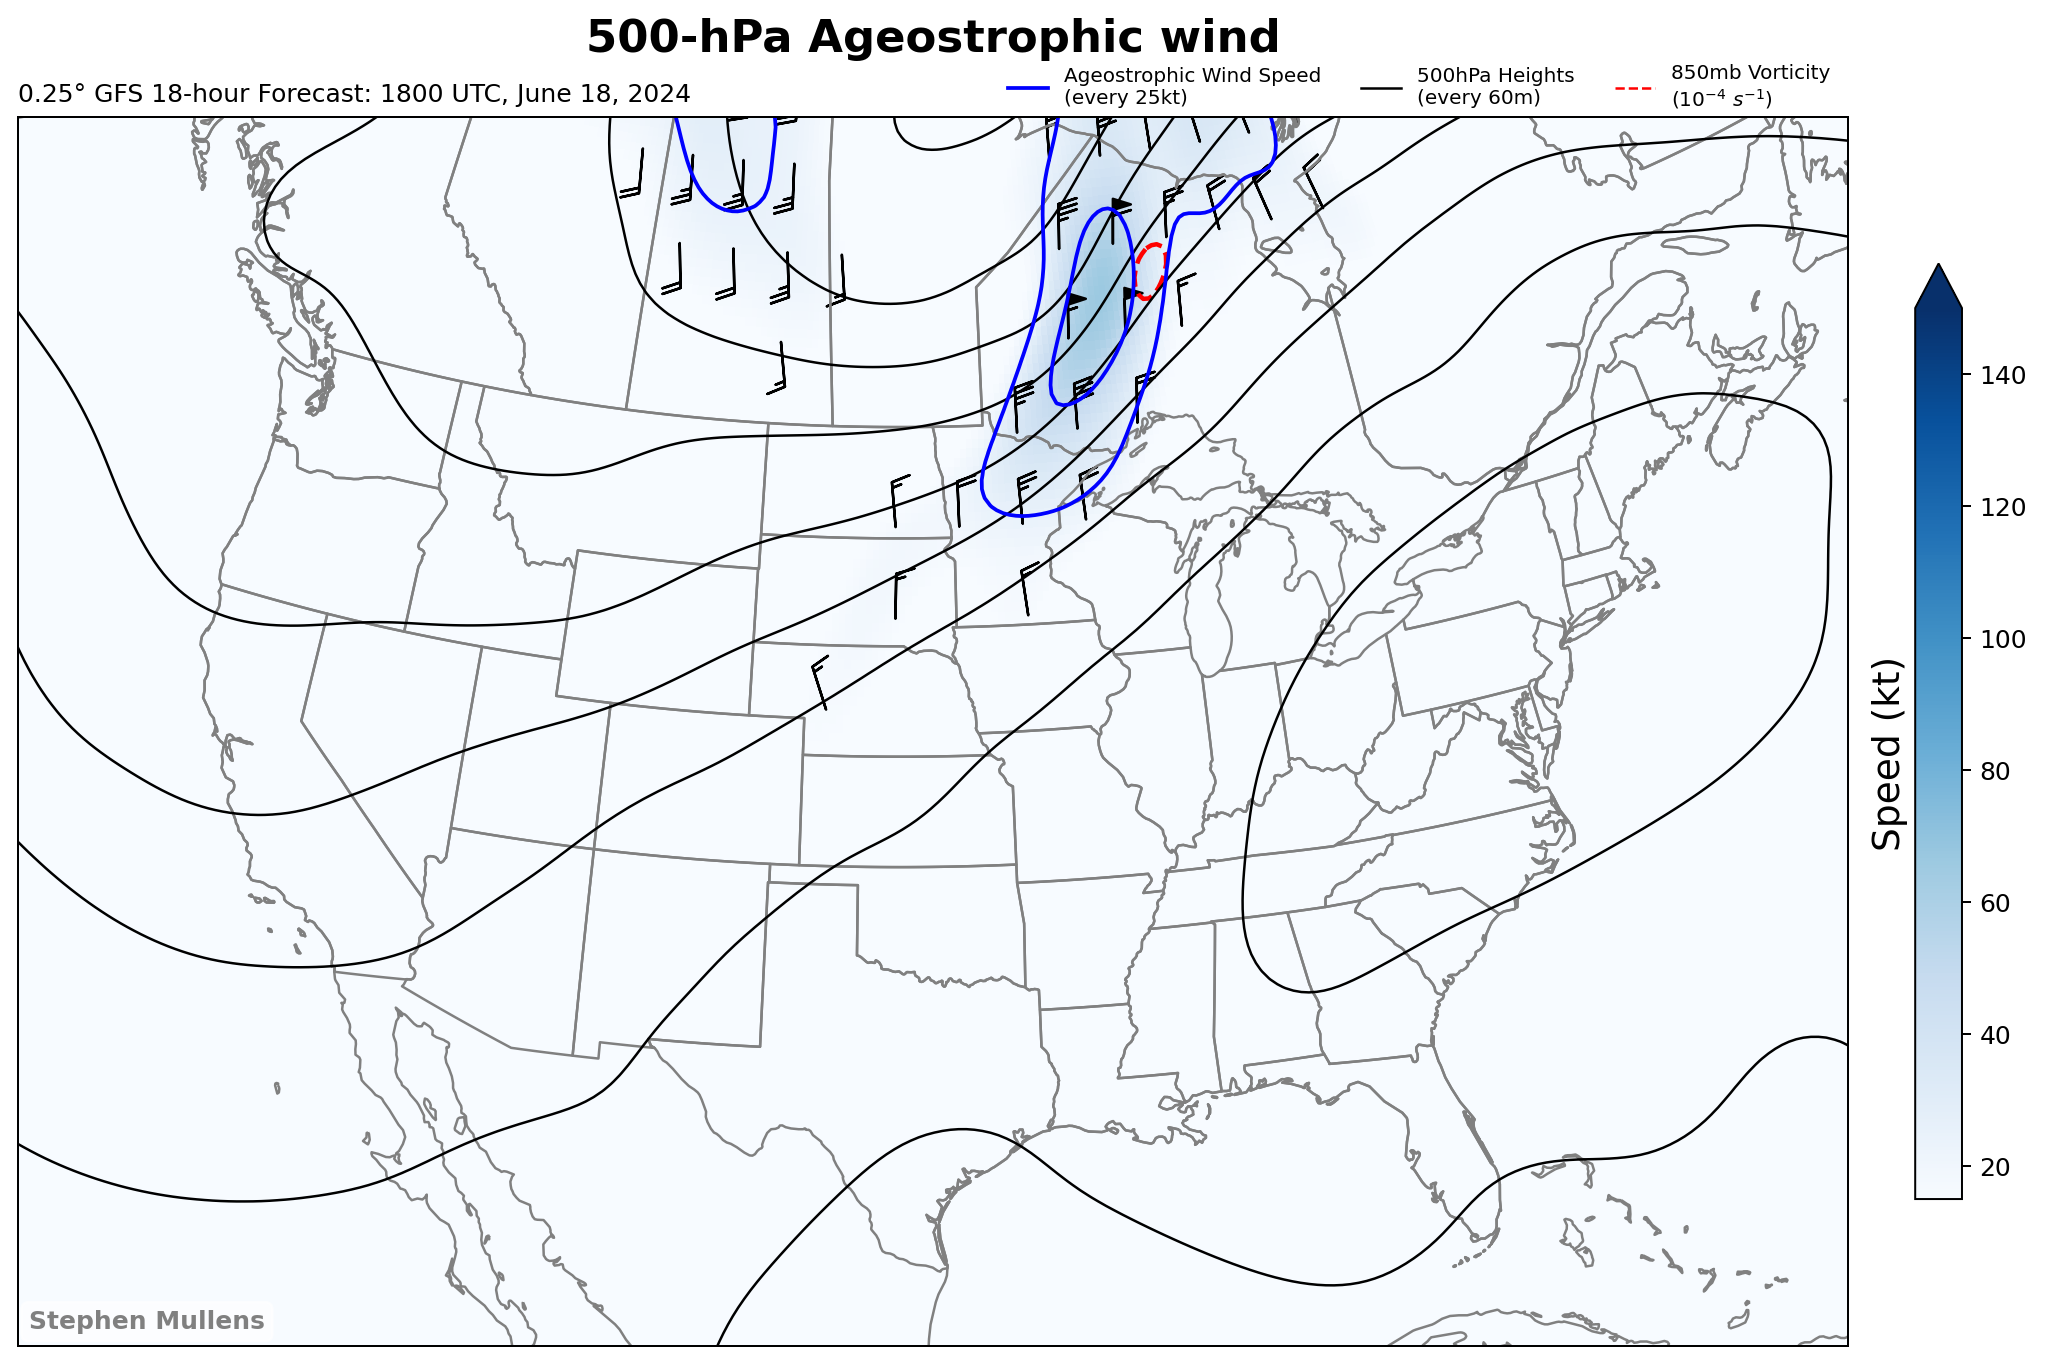 500-hPa Ageostrophic wind
0.25° GFS 18-hour Forecast: 1800 UTC, June 18, 2024
Ageostrophic Wind Speed
(every 25kt)
500hPa Heights
(every 60m)
850mb Vorticity
(10⁻⁴ s⁻¹)
140
120
100
80
60
40
20
Speed (kt)
Stephen Mullens